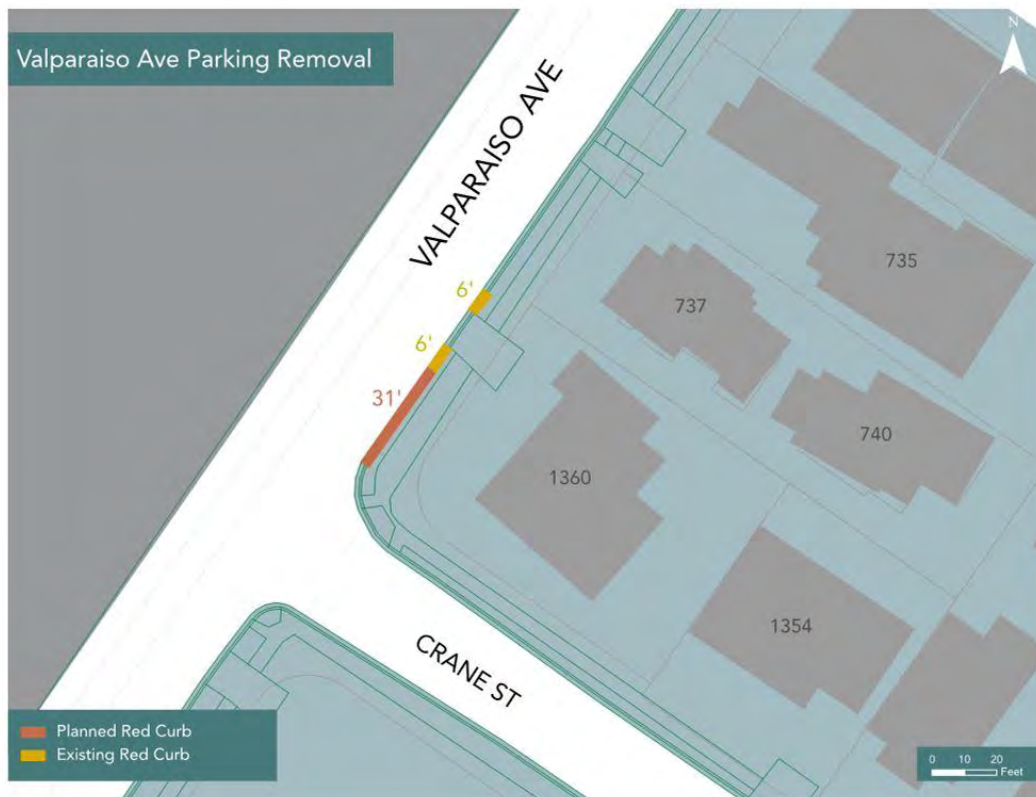 N
Valparaiso Ave Parking Removal
VALPARAISO AVE
735
6'
737
6'
31'
740
1360
1354
CRANE ST
Planned Red Curb
Existing Red Curb
0 10 20
Feet